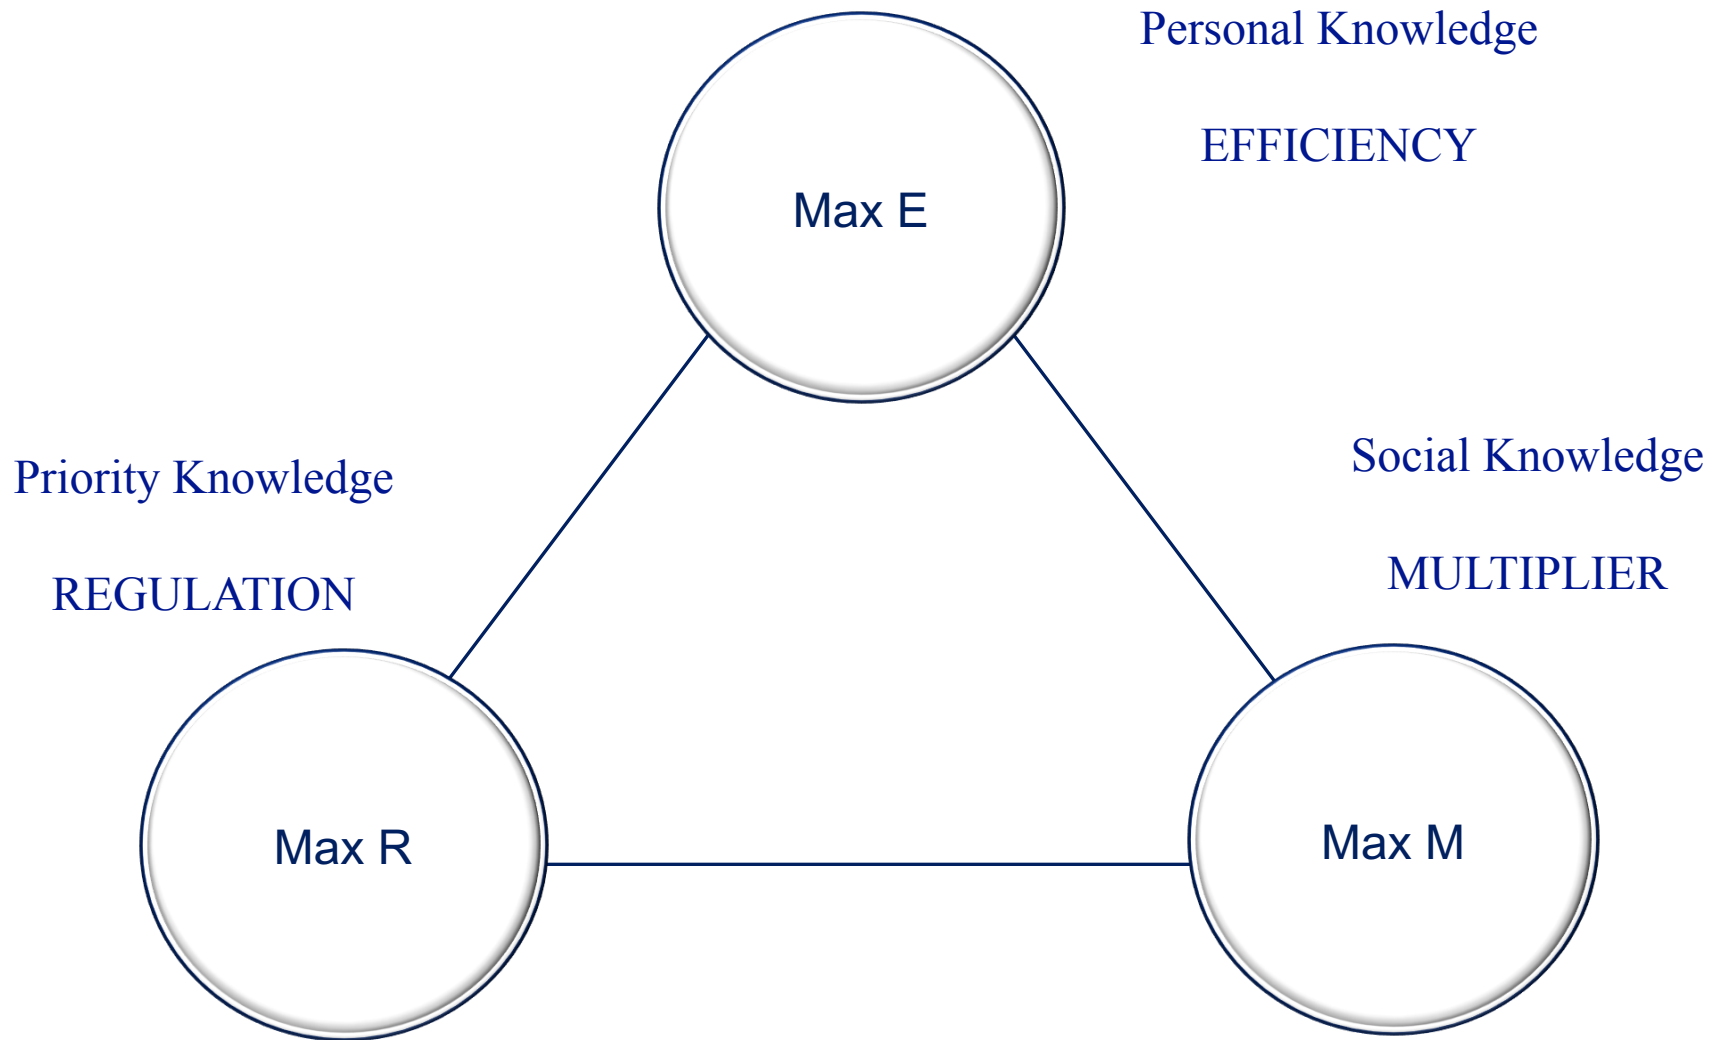 Personal Knowledge
EFFICIENCY
Max E
Priority Knowledge
REGULATION
Social Knowledge
MULTIPLIER
Max R
Max M